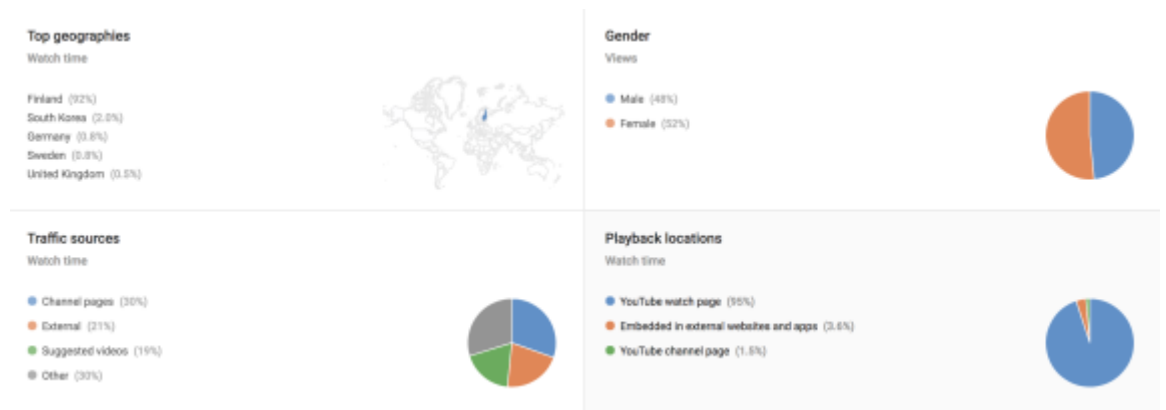 Top geographies
Watch time
Finland (92%)
South Korea (2.0%)
Germany (0.8%)
Sweden (0.8%)
United Kingdom (0.5%)
Gender
Views
Male (48%)
Female (52%)
Traffic sources
Watch time
Channel pages (30%)
External (21%)
Suggested videos (19%)
Other (30%)
Playback locations
Watch time
YouTube watch page (95%)
Embedded in external websites and apps (3.6%)
YouTube channel page (1.5%)